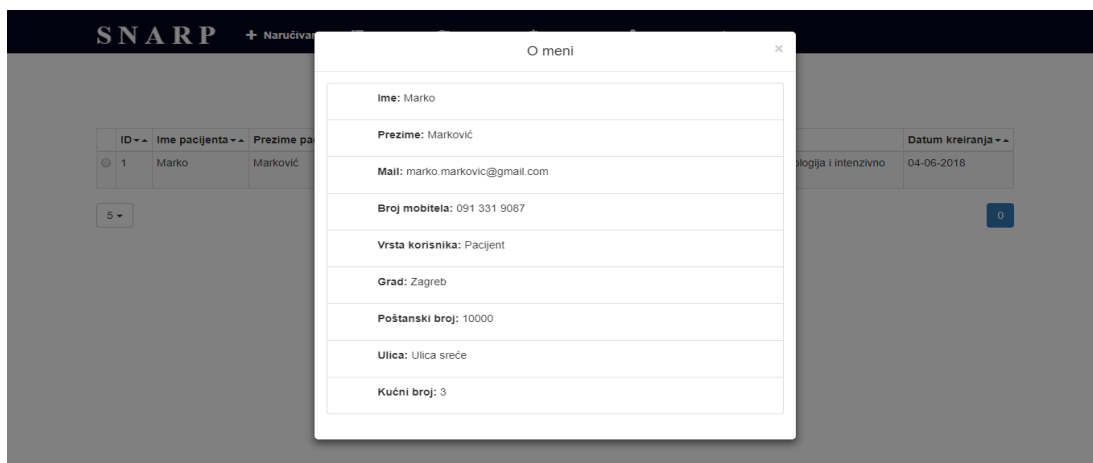 SNARP + Naručivan
O meni ×
Ime: Marko
Prezime: Marković
Mail: marko.markovic@gmail.com
Broj mobitela: 091 331 9087
Vrsta korisnika: Pacijent
Grad: Zagreb
Poštanski broj: 10000
Ulica: Ulica sreće
Kućni broj: 3
ID Ime pacijenta Prezime pa Datum kreiranja
1 Marko Marković ologija i intenzivno 04-06-2018
5 0